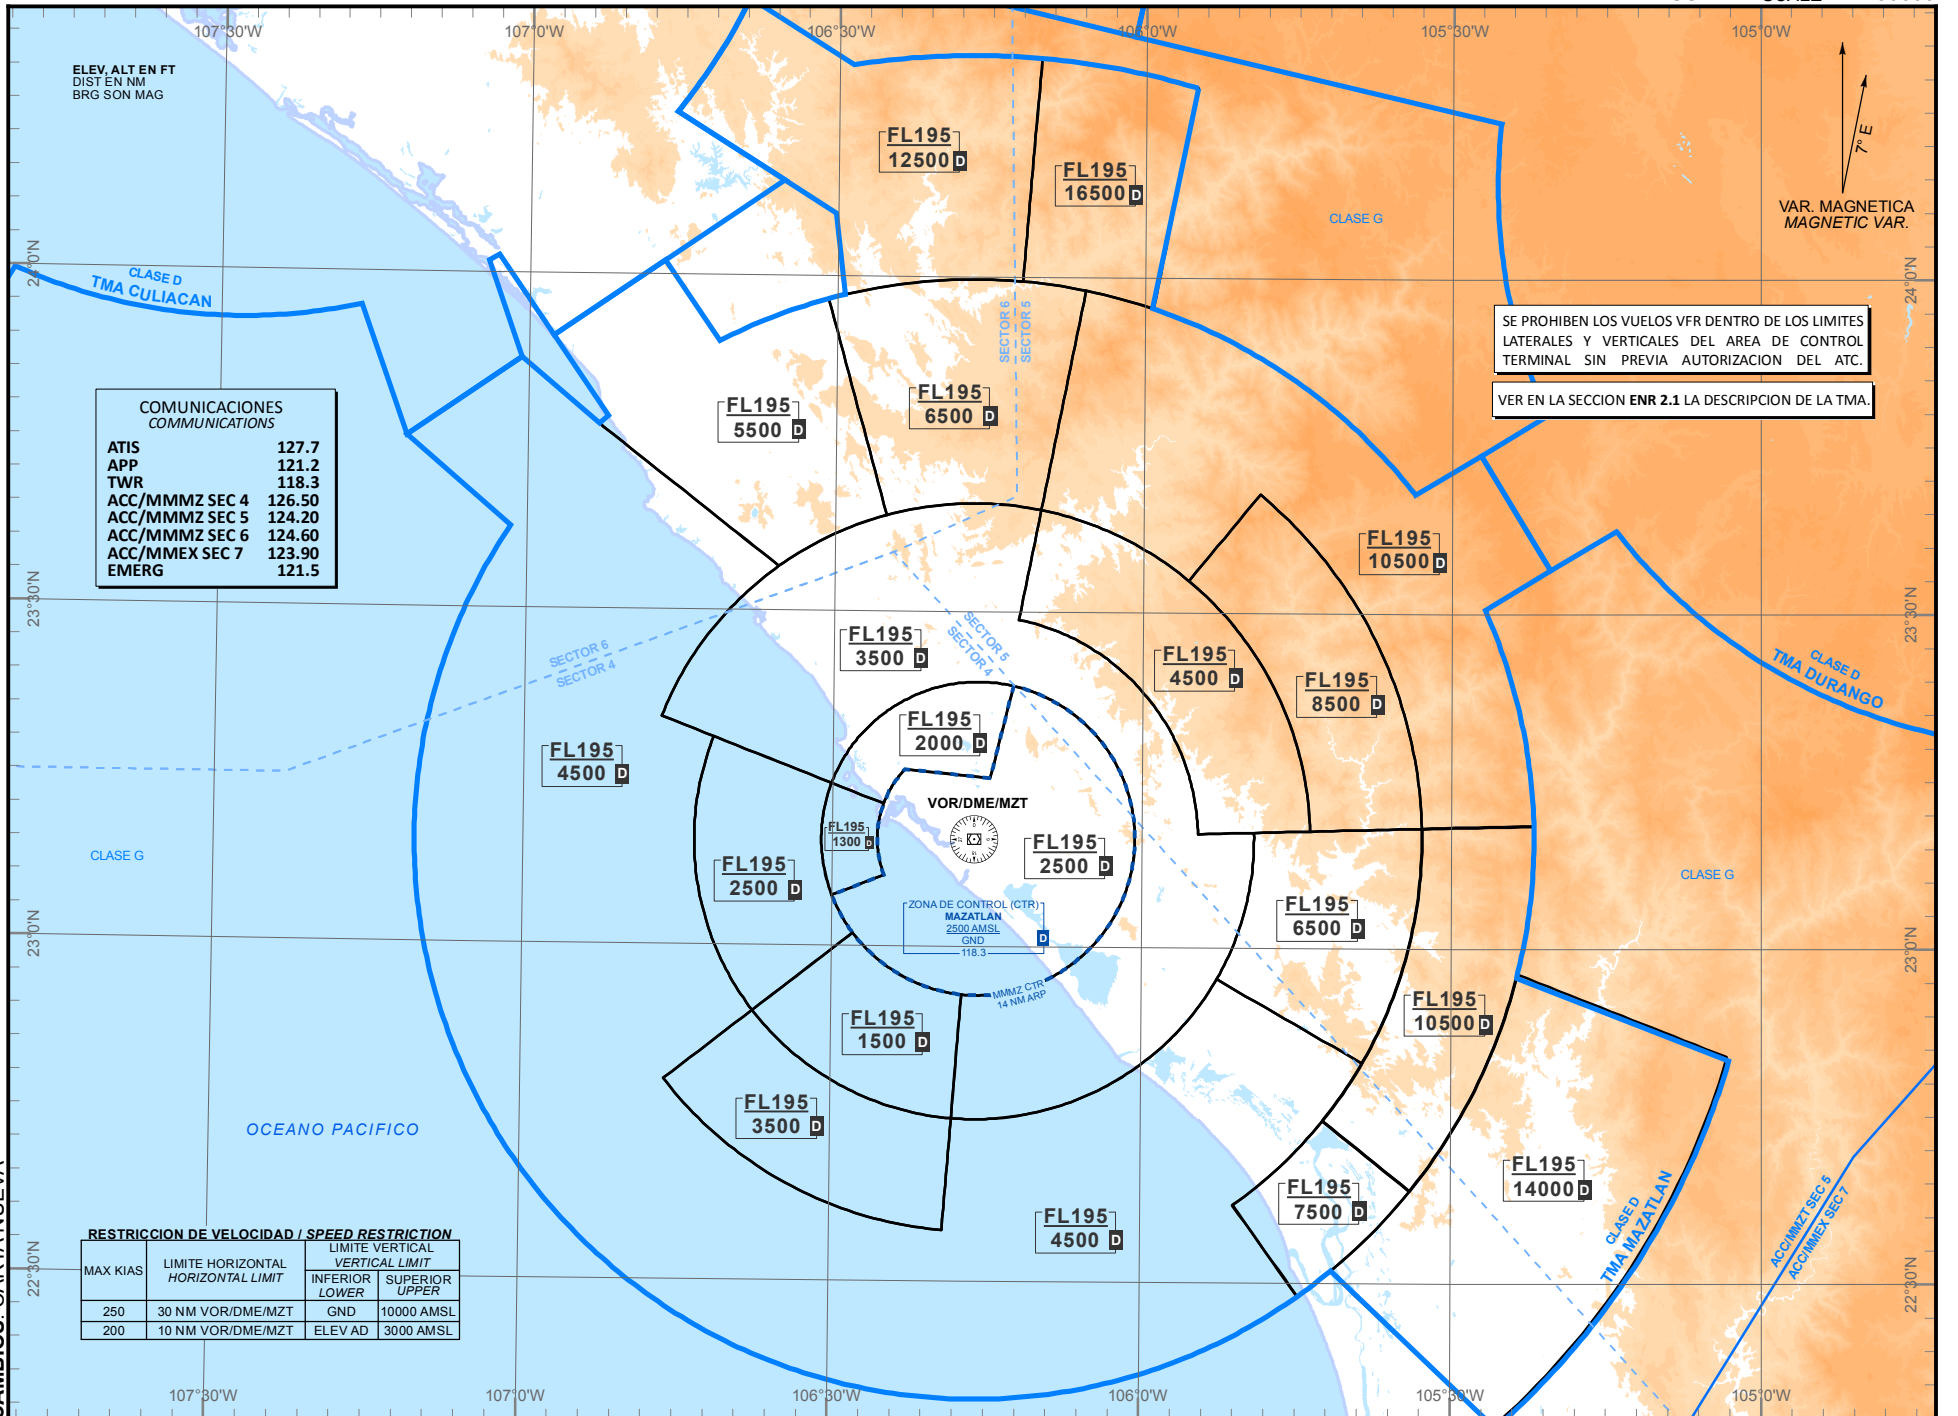 107°30'W
107°0'W
106°30'W
106°0'W
105°30'W
105°0'W
ELEV, ALT EN FT
DIST EN NM
BRG SON MAG
7° E
VAR. MAGNETICA
MAGNETIC VAR.
FL195
12500 D
FL195
16500 D
CLASE G
24°0'N
24°0'N
CLASE D
TMA CULIACAN
SECTOR 6
SECTOR 5
SE PROHIBEN LOS VUELOS VFR DENTRO DE LOS LIMITES
LATERALES Y VERTICALES DEL AREA DE CONTROL
TERMINAL SIN PREVIA AUTORIZACION DEL ATC.
VER EN LA SECCION ENR 2.1 LA DESCRIPCION DE LA TMA.
COMUNICACIONES
COMMUNICATIONS
ATIS 127.7
APP 121.2
TWR 118.3
ACC/MMMZ SEC 4 126.50
ACC/MMMZ SEC 5 124.20
ACC/MMMZ SEC 6 124.60
ACC/MMEX SEC 7 123.90
EMERG 121.5
FL195
5500 D
FL195
6500 D
FL195
10500 D
23°30'N
23°30'N
SECTOR 6
SECTOR 4
SECTOR 5
SECTOR 4
FL195
3500 D
FL195
4500 D
FL195
8500 D
CLASE D
TMA DURANGO
FL195
4500 D
FL195
2000 D
VOR/DME/MZT
FL195
1300 D
FL195
2500 D
FL195
2500 D
CLASE G
CLASE G
ZONA DE CONTROL (CTR)
MAZATLAN
2500 AMSL
GND
118.3
D
FL195
6500 D
23°0'N
23°0'N
MMMZ CTR
14 NM ARP
FL195
1500 D
FL195
10500 D
FL195
3500 D
OCEANO PACIFICO
FL195
4500 D
FL195
7500 D
FL195
14000 D
CLASE D
TMA MAZATLAN
ACC/MMZT SEC 5
ACC/MMEX SEC 7
22°30'N
22°30'N
RESTRICCION DE VELOCIDAD / SPEED RESTRICTION
MAX KIAS
LIMITE HORIZONTAL
HORIZONTAL LIMIT
LIMITE VERTICAL
VERTICAL LIMIT
INFERIOR
LOWER
SUPERIOR
UPPER
250 30 NM VOR/DME/MZT GND 10000 AMSL
200 10 NM VOR/DME/MZT ELEV AD 3000 AMSL
107°30'W
107°0'W
106°30'W
106°0'W
105°30'W
105°0'W